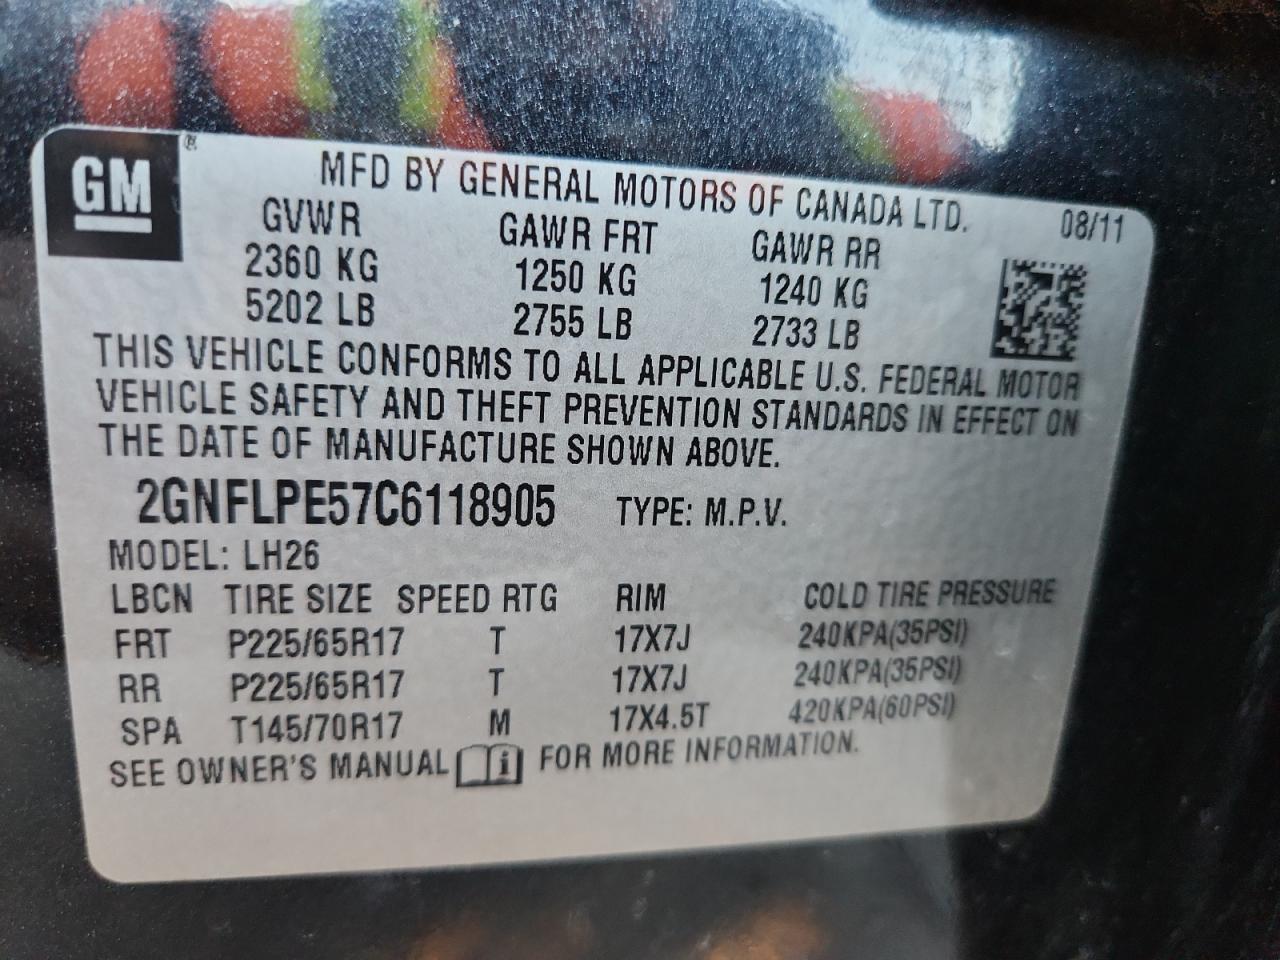 GM ®
MFD BY GENERAL MOTORS OF CANADA LTD. 08/11
GVWR GAWR FRT GAWR RR
2360 KG 1250 KG 1240 KG
5202 LB 2755 LB 2733 LB
THIS VEHICLE CONFORMS TO ALL APPLICABLE U.S. FEDERAL MOTOR
VEHICLE SAFETY AND THEFT PREVENTION STANDARDS IN EFFECT ON
THE DATE OF MANUFACTURE SHOWN ABOVE.
2GNFLPE57C6118905 TYPE: M.P.V.
MODEL: LH26
LBCN TIRE SIZE SPEED RTG RIM COLD TIRE PRESSURE
FRT P225/65R17 T 17X7J 240KPA(35PSI)
RR P225/65R17 T 17X7J 240KPA(35PSI)
SPA T145/70R17 M 17X4.5T 420KPA(60PSI)
SEE OWNER'S MANUAL i FOR MORE INFORMATION.